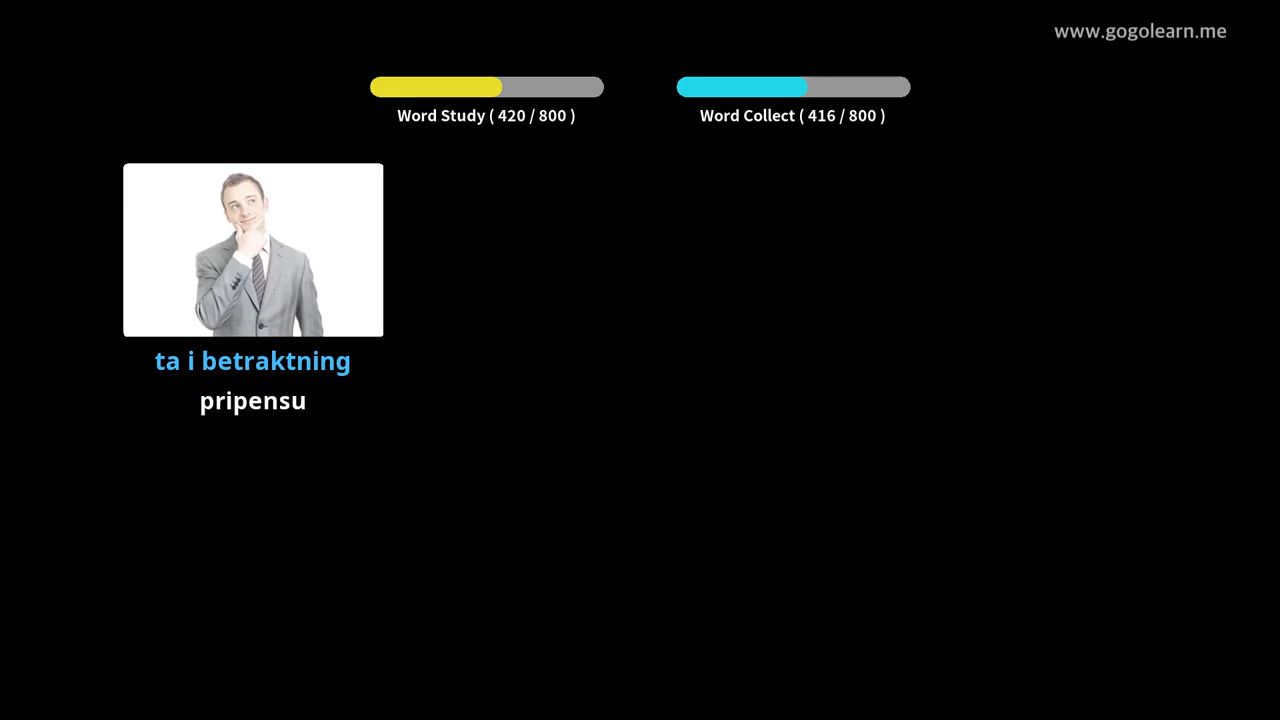 www.gogolearn.me
Word Study ( 420 / 800 )
Word Collect ( 416 / 800 )
ta i betraktning
pripensu